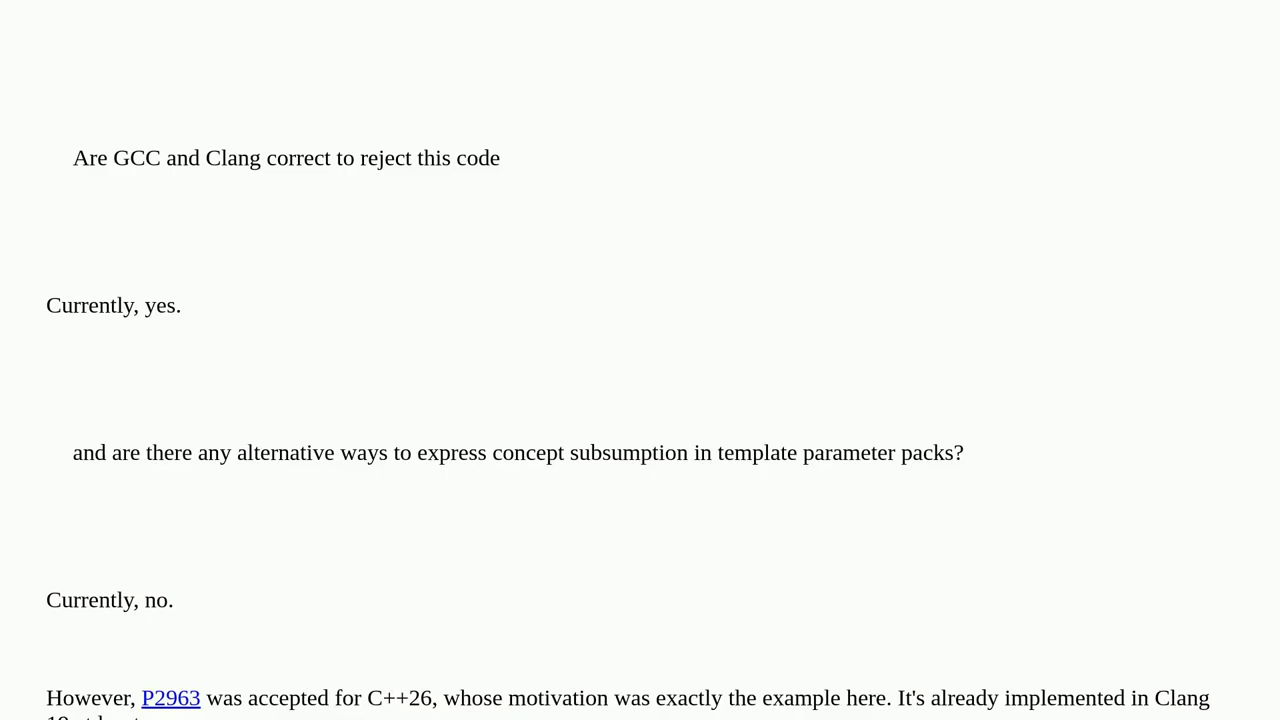 Are GCC and Clang correct to reject this code
Currently, yes.
and are there any alternative ways to express concept subsumption in template parameter packs?
Currently, no.
However, P2963 was accepted for C++26, whose motivation was exactly the example here. It's already implemented in Clang